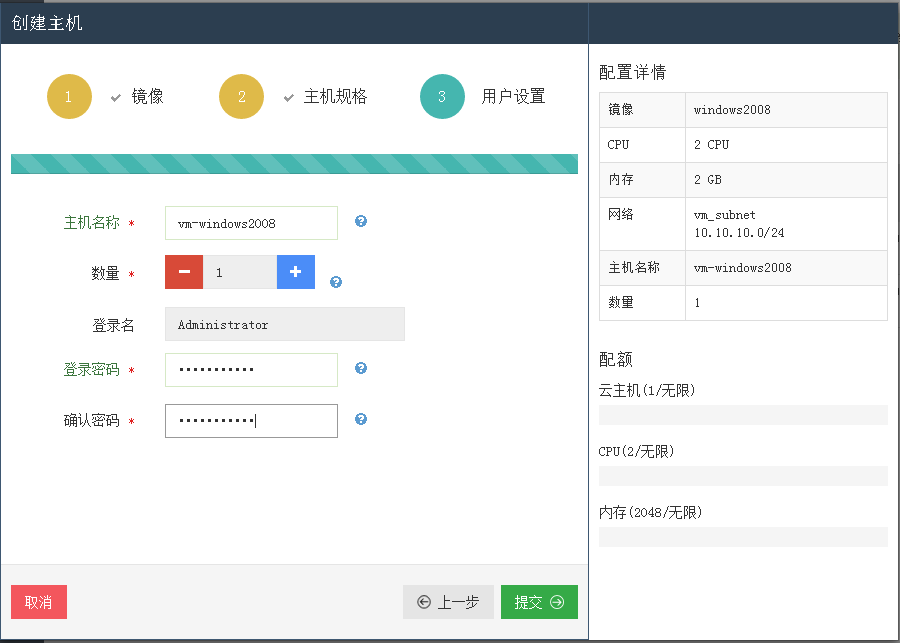 创建主机
1 镜像 2 主机规格 3 用户设置
主机名称 * vm-windows2008
数量 * 1
登录名 Administrator
登录密码 * •••••••••••
确认密码 * •••••••••••
取消 上一步 提交
配置详情
镜像 windows2008
CPU 2 CPU
内存 2 GB
网络 vm_subnet
10.10.10.0/24
主机名称 vm-windows2008
数量 1
配额
云主机(1/无限)
CPU(2/无限)
内存(2048/无限)